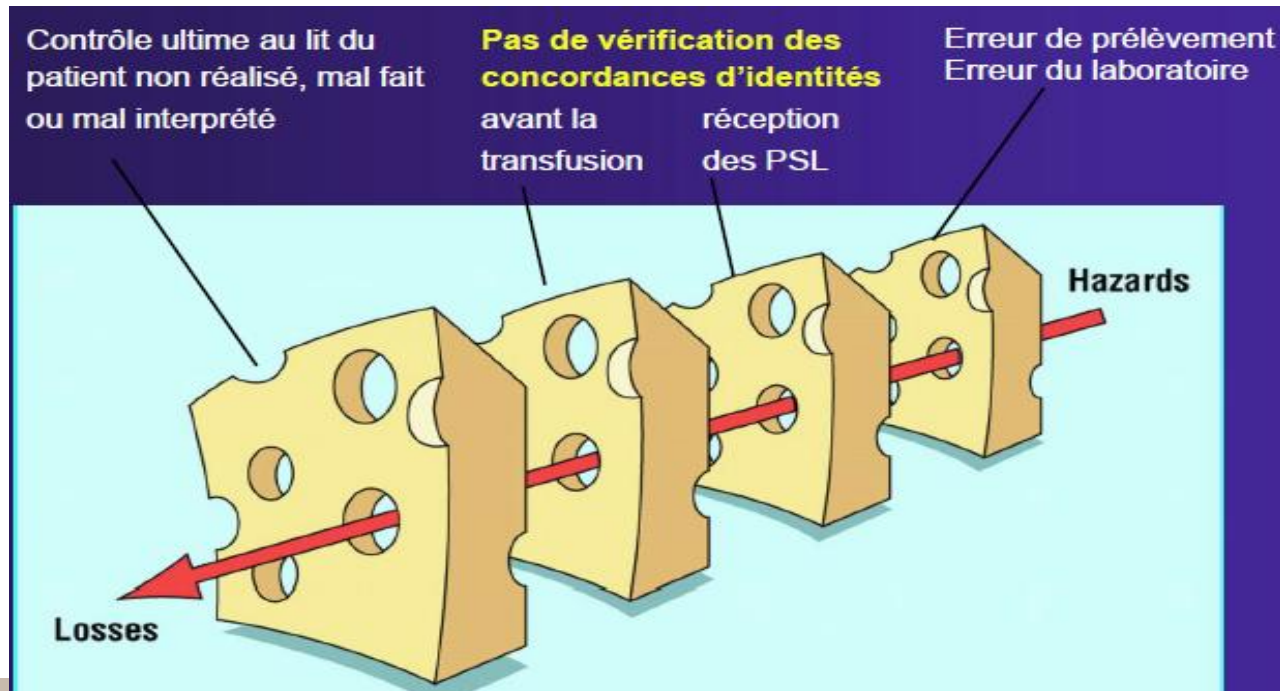 Contrôle ultime au lit du
patient non réalisé, mal fait
ou mal interprété
Pas de vérification des
concordances d'identités
avant la
transfusion
réception
des PSL
Erreur de prélèvement
Erreur du laboratoire
Hazards
Losses